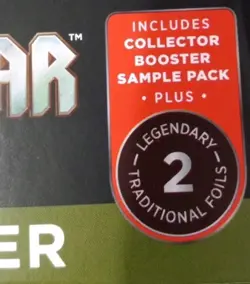 AR™
INCLUDES
COLLECTOR
BOOSTER
SAMPLE PACK
• PLUS •
LEGENDARY
2
TRADITIONAL FOILS
ER